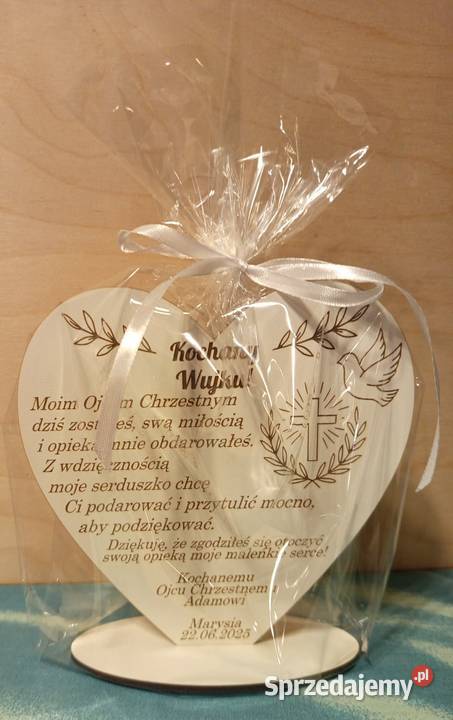 Kochany
Wujku!
Moim Ojcem Chrzestnym
dziś zostałeś, swą miłością
i opieką mnie obdarowałeś.
Z wdzięcznością
moje serduszko chcę
Ci podarować i przytulić mocno,
aby podziękować.
Dziękuję, że zgodziłeś się otoczyć
swoją opieką moje maleńkie serce!
Kochanemu
Ojcu Chrzestnemu
Adamowi
Marysia
22.06.2025
Sprzedajemy.pl